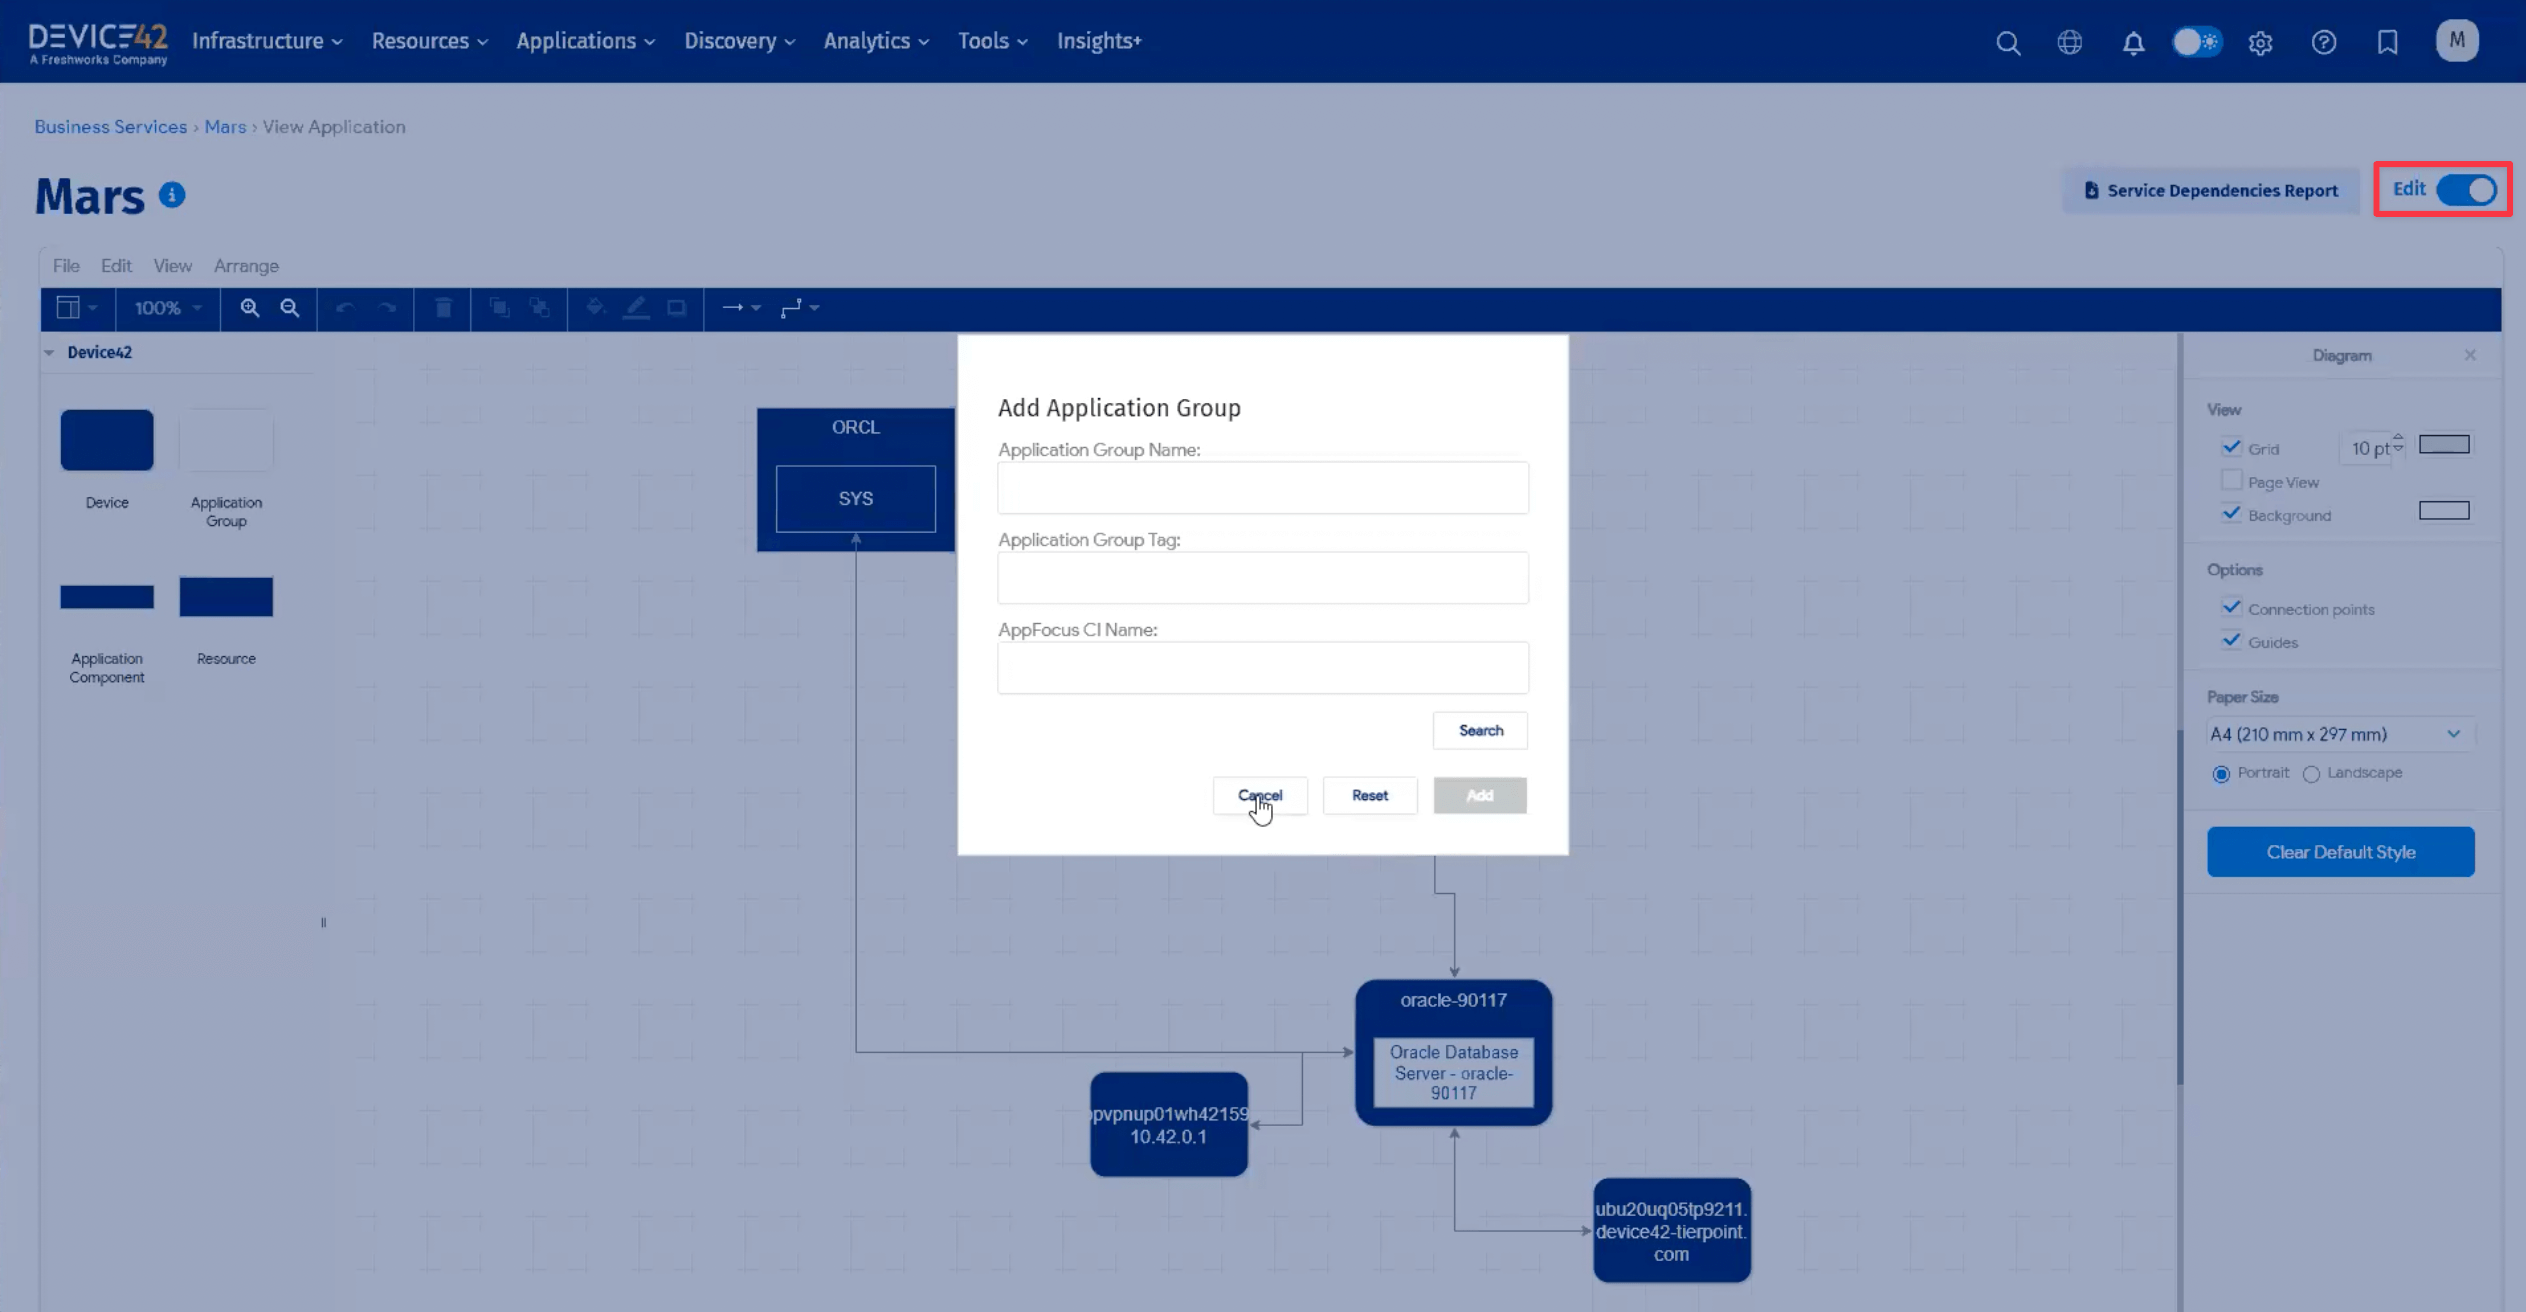 DEVICE42
A Freshworks Company
Infrastructure
Resources
Applications
Discovery
Analytics
Tools
Insights+
M
Business Services › Mars › View Application
Mars
Service Dependencies Report
Edit
File
Edit
View
Arrange
100%
Device42
Device
Application
Group
Application
Component
Resource
ORCL
SYS
Add Application Group
Application Group Name:
Application Group Tag:
AppFocus CI Name:
Search
Cancel
Reset
Add
oracle-90117
Oracle Database
Server - oracle-
90117
pvpnup01wh42159
10.42.0.1
ubu20uq05tp9211.
device42-tierpoint.
com
Diagram
View
Grid
10 pt
Page View
Background
Options
Connection points
Guides
Paper Size
A4 (210 mm x 297 mm)
Portrait
Landscape
Clear Default Style